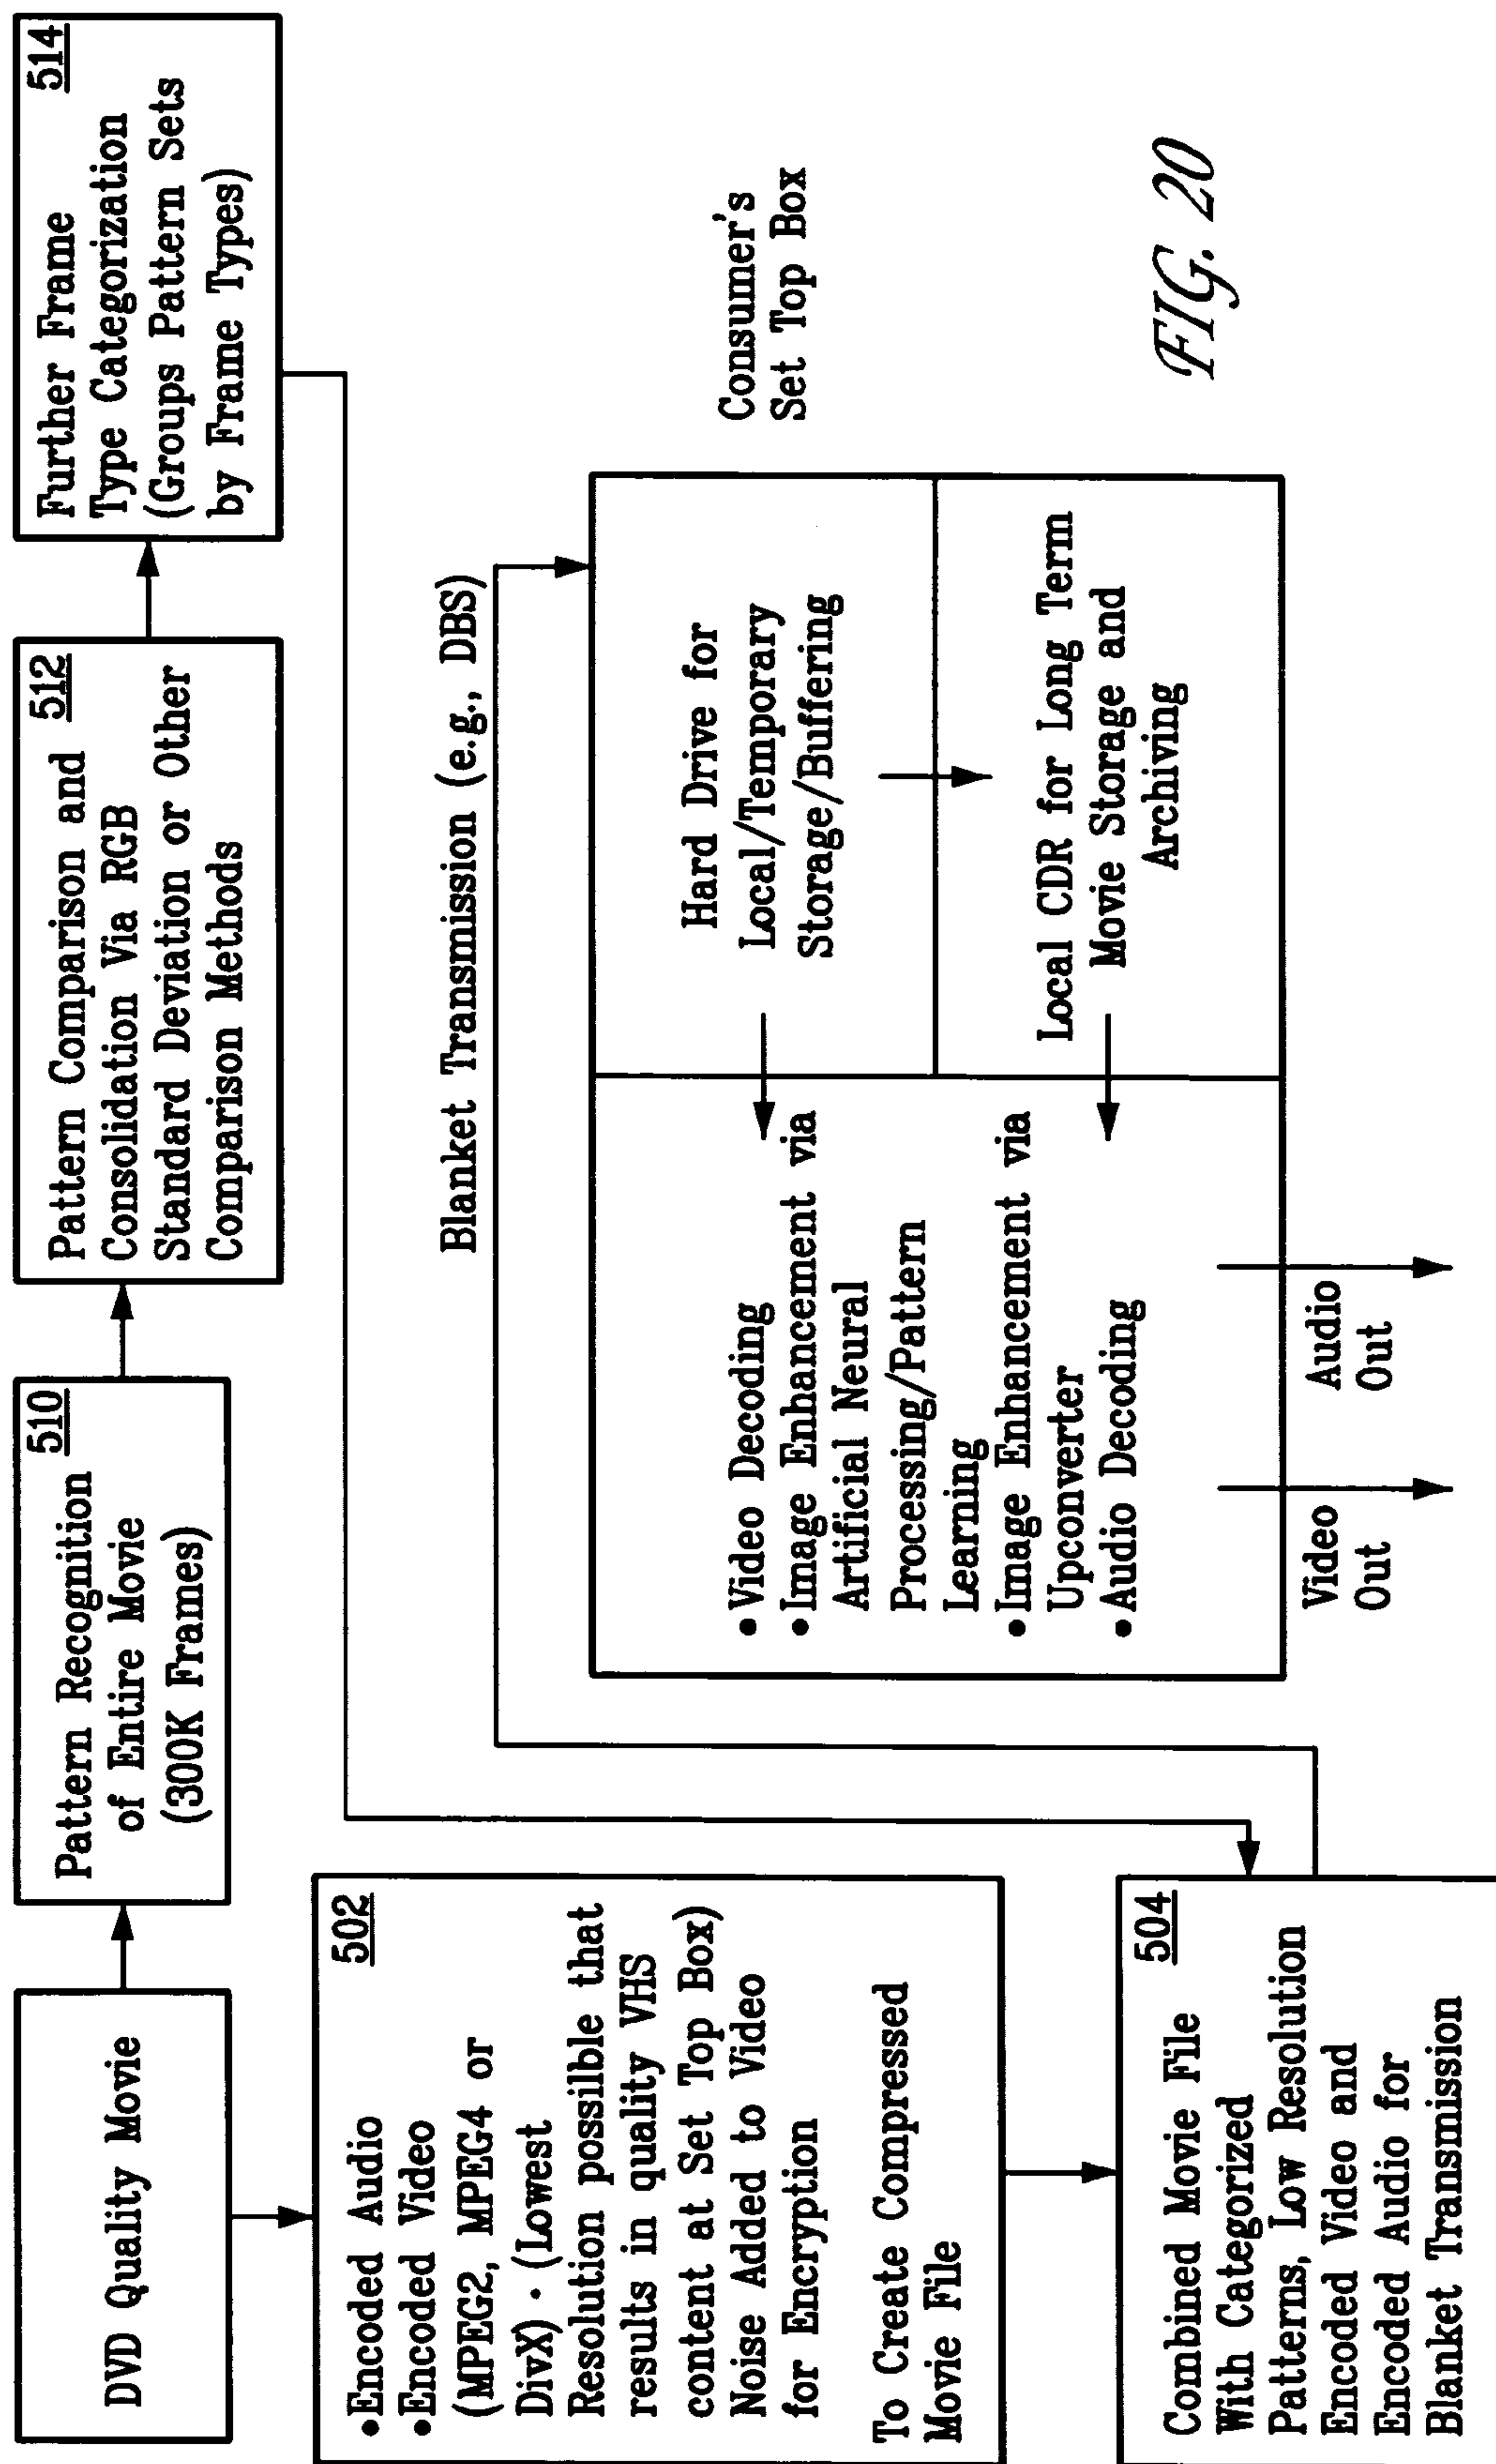 DVD Quality Movie
510
Pattern Recognition
of Entire Movie
(300K Frames)
512
Pattern Comparison and
Consolidation Via RGB
Standard Deviation or Other
Comparison Methods
514
Further Frame
Type Categorization
(Groups Pattern Sets
by Frame Types)
502
•Encoded Audio
•Encoded Video
(MPEG2, MPEG4 or
DivX) · (Lowest
Resolution possilble that
results in quality VHS
content at Set Top Box)
Noise Added to Video
for Encryption
To Create Compressed
Movie File
504
Combined Movie File
With Categorized
Patterns, Low Resolution
Encoded Video and
Encoded Audio for
Blanket Transmission
Blanket Transmission (e.g., DBS)
• Video Decoding
•Image Enhancement via
Artificial Neural
Processing/Pattern
Learning
•Image Enhancement via
Upconverter
•Audio Decoding
Hard Drive for
Local/Temporary
Storage/Buffering
Local CDR for Long Term
Movie Storage and
Archiving
Consumer's
Set Top Box
Video
Out
Audio
Out
FIG. 20